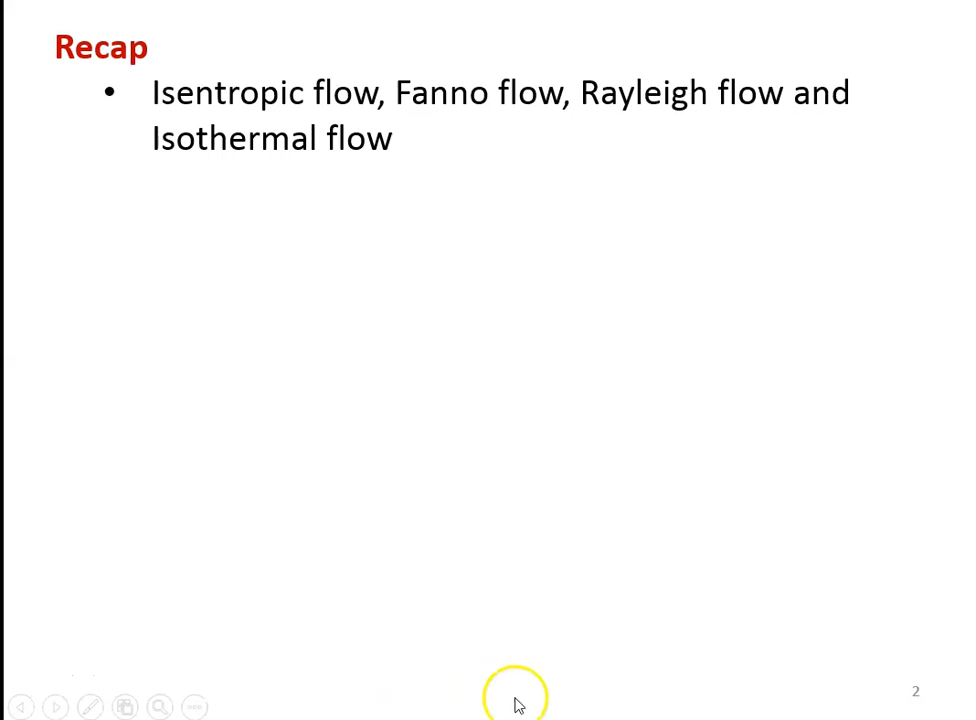 Recap
• Isentropic flow, Fanno flow, Rayleigh flow and
Isothermal flow
2